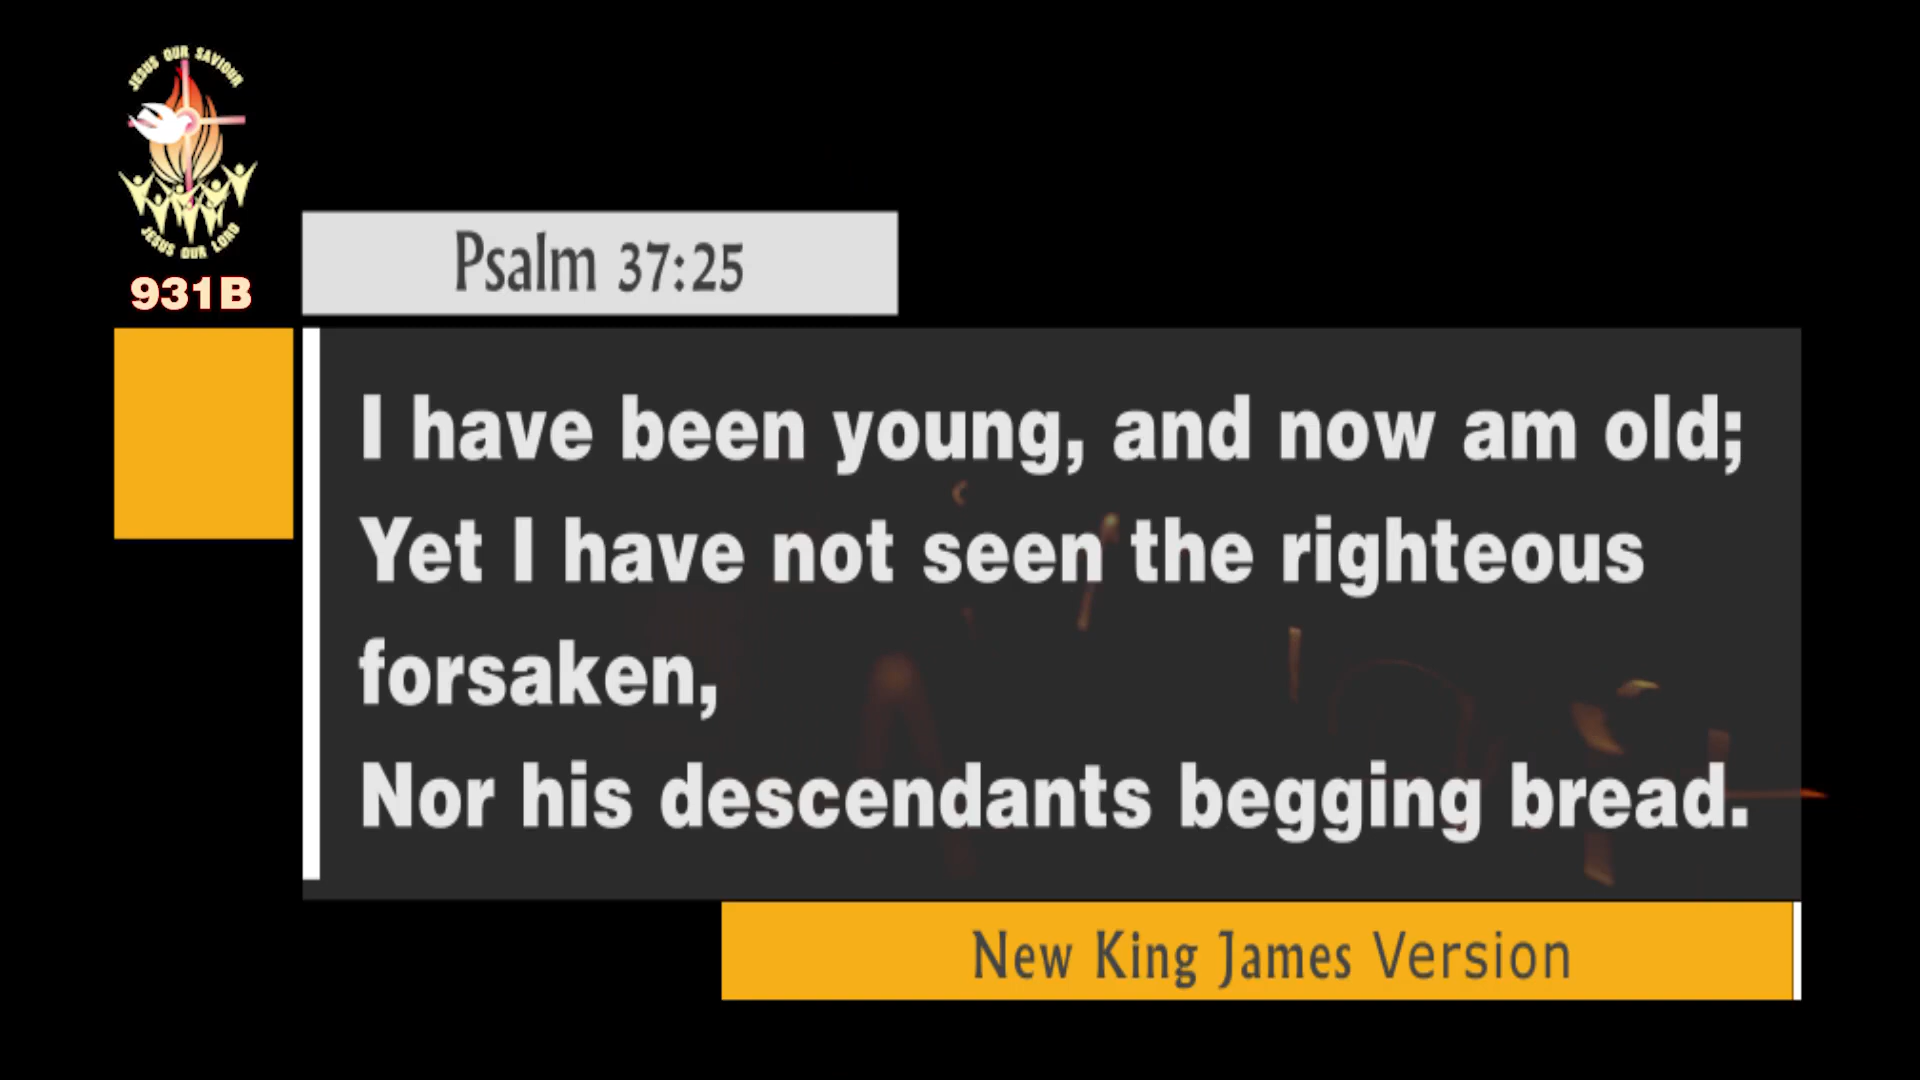 JESUS OUR SAVIOUR
JESUS OUR LORD
931B
Psalm 37:25
I have been young, and now am old;
Yet I have not seen the righteous
forsaken,
Nor his descendants begging bread.
New King James Version